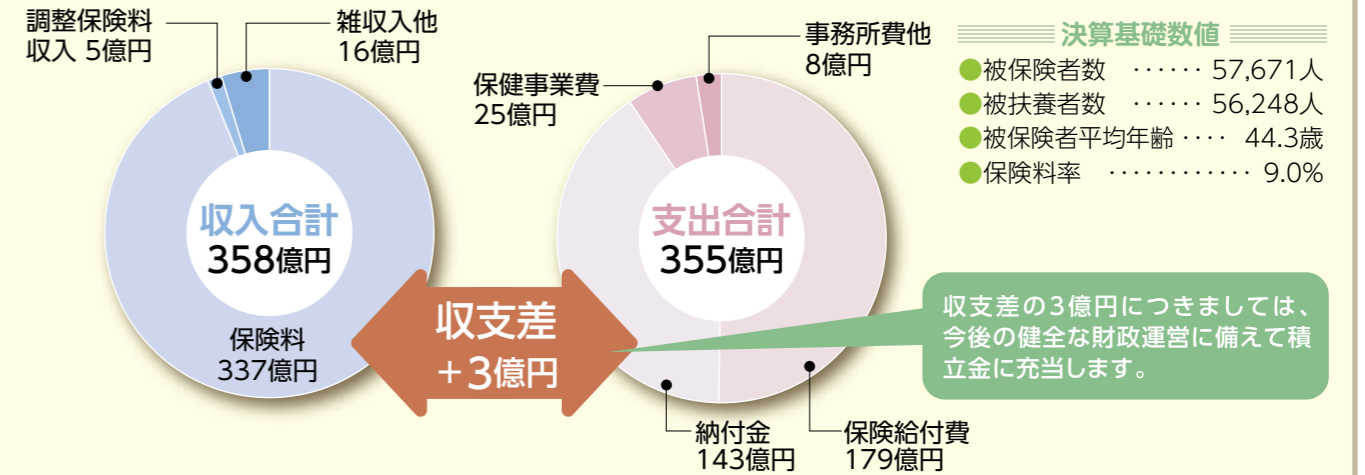 調整保険料
収入 5億円
雑収入他
16億円
収入合計
358億円
保険料
337億円
収支差
+3億円
事務所費他
8億円
保健事業費
25億円
支出合計
355億円
納付金
143億円
保険給付費
179億円
決算基礎数値
●被保険者数 ‥‥‥ 57,671人
●被扶養者数 ‥‥‥ 56,248人
●被保険者平均年齢 ‥‥ 44.3歳
●保険料率 ‥‥‥‥‥‥ 9.0%
収支差の3億円につきましては、
今後の健全な財政運営に備えて積
立金に充当します。